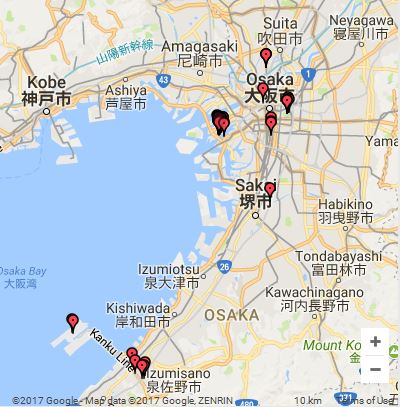 Suita
吹田市
Neyagawa
寝屋川市
山陽新幹線
Amagasaki
尼崎市
Kobe
神戸市
43
Ashiya
芦屋市
Osaka
大阪市
1
Sakai
堺市
Habikino
羽曳野市
Osaka Bay
大阪湾
Izumiotsu
泉大津市
26
Tondabayashi
富田林市
Kawachinagano
河内長野市
Kishiwada
岸和田市
OSAKA
Kanku Line
Izumisano
泉佐野市
+
−
480
371
©2017 Google - Map data ©2017 Google, ZENRIN
10 km
Terms of Use